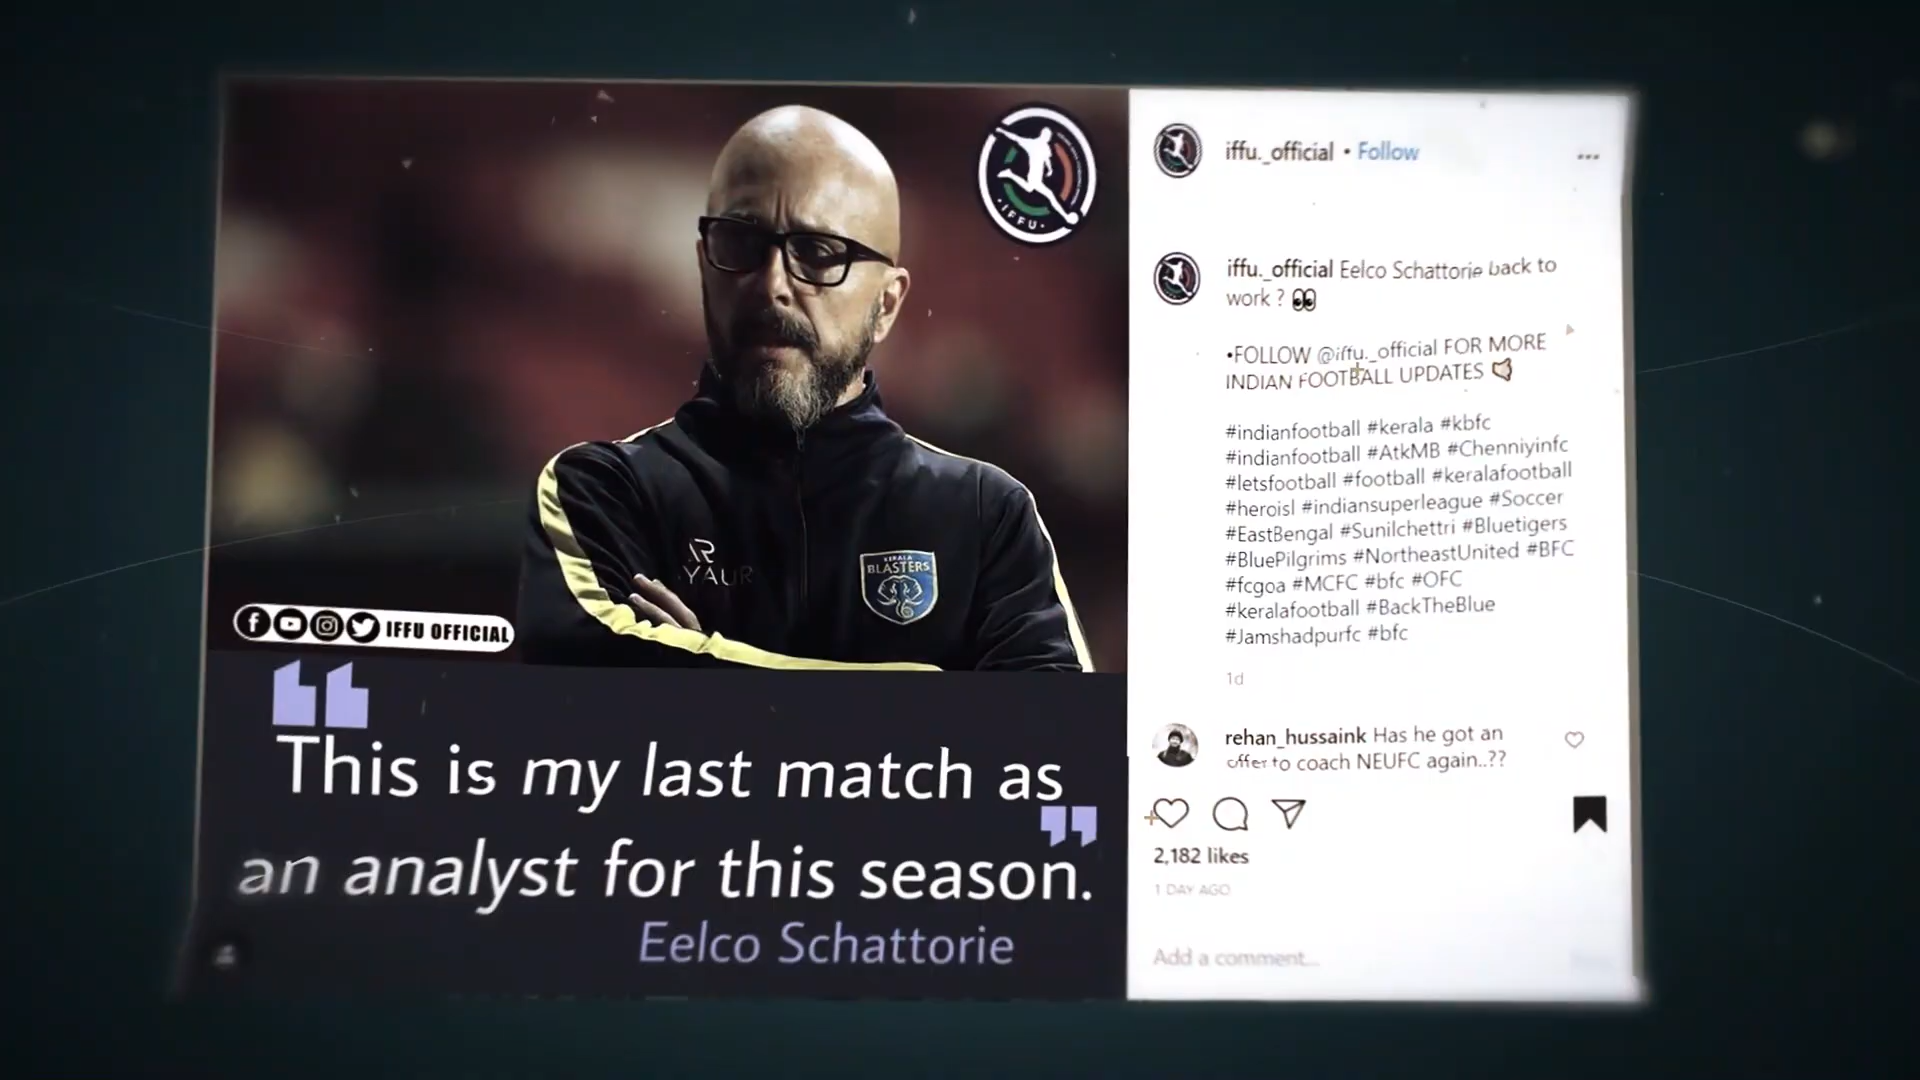 IFFU
AR
KERALA
BLASTERS
IFFU OFFICIAL
This is my last match as
an analyst for this season.
Eelco Schattorie
iffu._official • Follow
iffu._official Eelco Schattorie back to
work ? 👀
•FOLLOW @iffu._official FOR MORE
INDIAN FOOTBALL UPDATES
#indianfootball #kerala #kbfc
#indianfootball #AtkMB #Chenniyinfc
#letsfootball #football #keralafootball
#heroisl #indiansuperleague #Soccer
#EastBengal #Sunilchettri #Bluetigers
#BluePilgrims #NortheastUnited #BFC
#fcgoa #MCFC #bfc #OFC
#keralafootball #BackTheBlue
#Jamshadpurfc #bfc
1d
rehan_hussaink Has he got an
offer to coach NEUFC again..??
2,182 likes
1 DAY AGO
Add a comment...